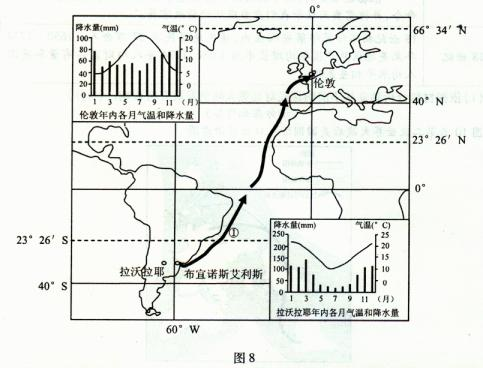 0°
降水量(mm) 气温(°C)
100 20
80 15
60 10
40 5
20 0
0
1 3 5 7 9 11 (月)
伦敦年内各月气温和降水量
66° 34′ N
伦敦
40° N
23° 26′ N
0°
①
23° 26′ S
拉沃拉耶 布宜诺斯艾利斯
40° S
60° W
降水量(mm) 气温(°C)
250 25
200 20
150 15
100 10
50 5
0 0
1 3 5 7 9 11 (月)
拉沃拉耶年内各月气温和降水量
图 8